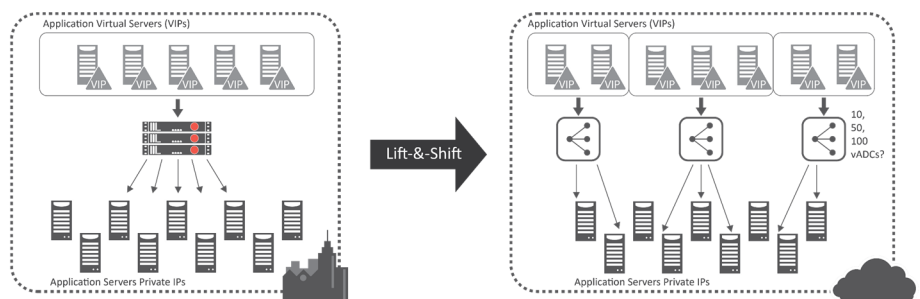 Application Virtual Servers (VIPs)
VIP VIP VIP VIP VIP
Application Servers Private IPs
Lift-&-Shift
Application Virtual Servers (VIPs)
VIP VIP VIP VIP VIP VIP VIP
10,
50,
100
vADCs?
Application Servers Private IPs